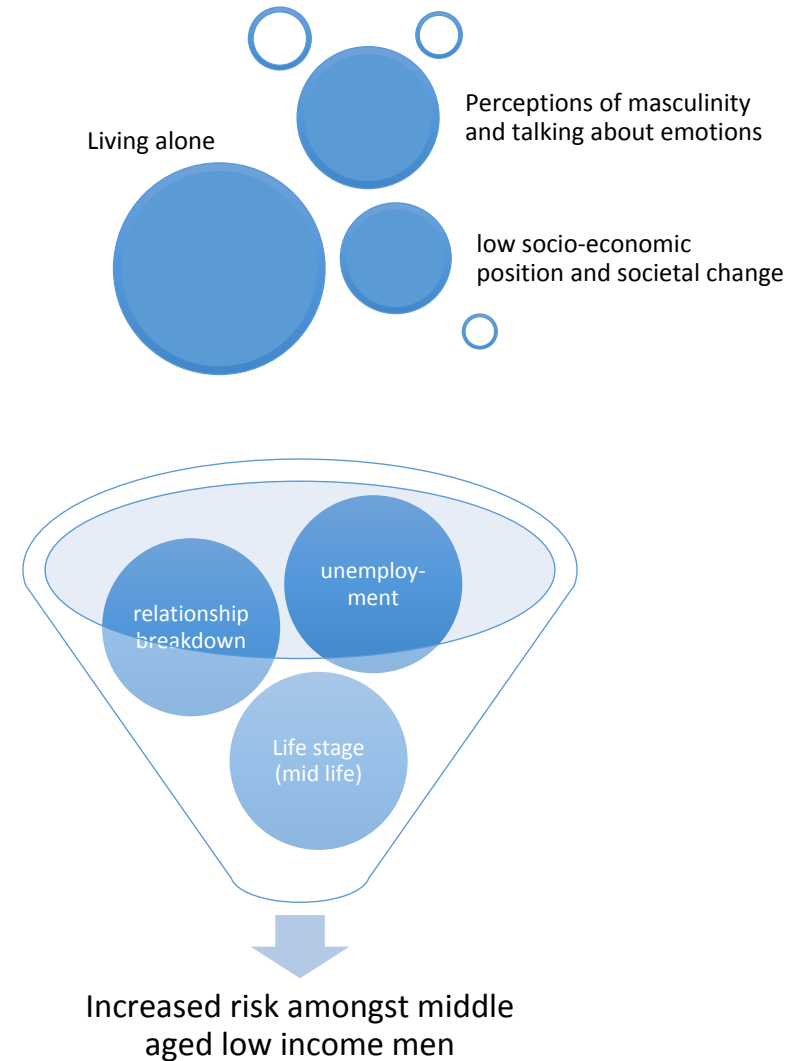 Perceptions of masculinity
and talking about emotions
Living alone
low socio-economic
position and societal change
unemploy-
ment
relationship
breakdown
Life stage
(mid life)
Increased risk amongst middle
aged low income men